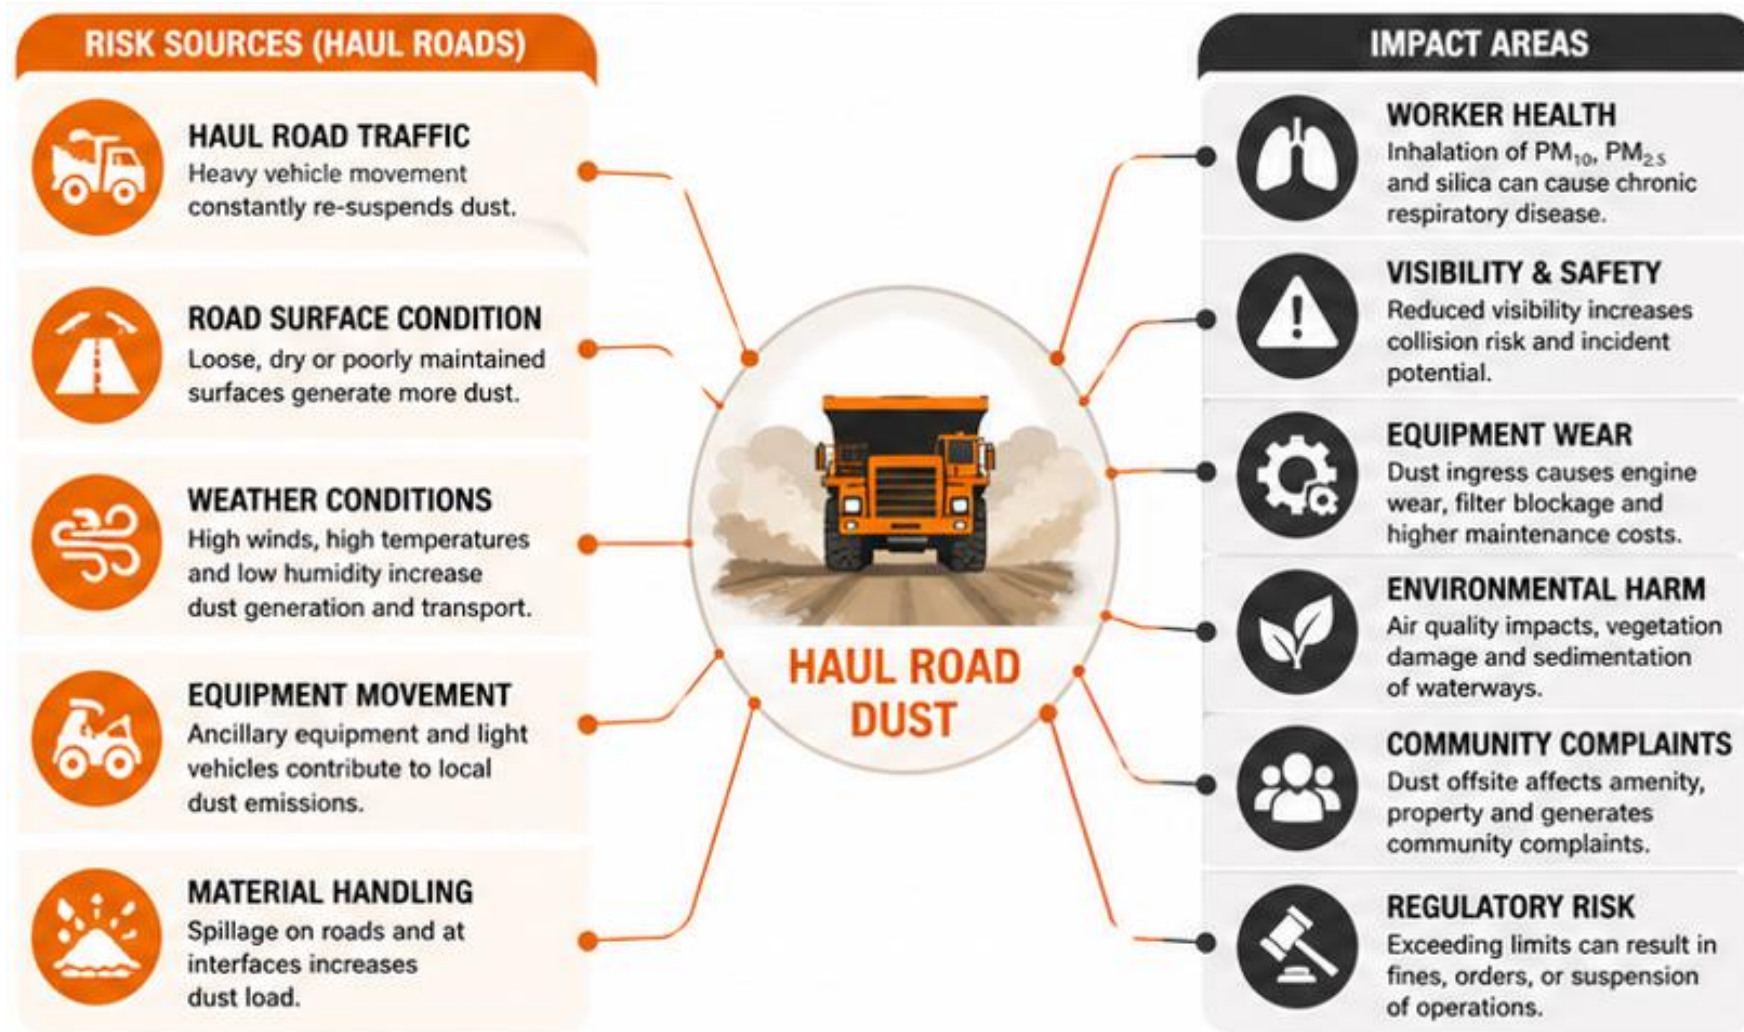 RISK SOURCES (HAUL ROADS)
HAUL ROAD TRAFFIC
Heavy vehicle movement
constantly re-suspends dust.
ROAD SURFACE CONDITION
Loose, dry or poorly maintained
surfaces generate more dust.
WEATHER CONDITIONS
High winds, high temperatures
and low humidity increase
dust generation and transport.
EQUIPMENT MOVEMENT
Ancillary equipment and light
vehicles contribute to local
dust emissions.
MATERIAL HANDLING
Spillage on roads and at
interfaces increases
dust load.
HAUL ROAD
DUST
IMPACT AREAS
WORKER HEALTH
Inhalation of PM₁₀, PM₂.₅
and silica can cause chronic
respiratory disease.
VISIBILITY & SAFETY
Reduced visibility increases
collision risk and incident
potential.
EQUIPMENT WEAR
Dust ingress causes engine
wear, filter blockage and
higher maintenance costs.
ENVIRONMENTAL HARM
Air quality impacts, vegetation
damage and sedimentation
of waterways.
COMMUNITY COMPLAINTS
Dust offsite affects amenity,
property and generates
community complaints.
REGULATORY RISK
Exceeding limits can result in
fines, orders, or suspension
of operations.